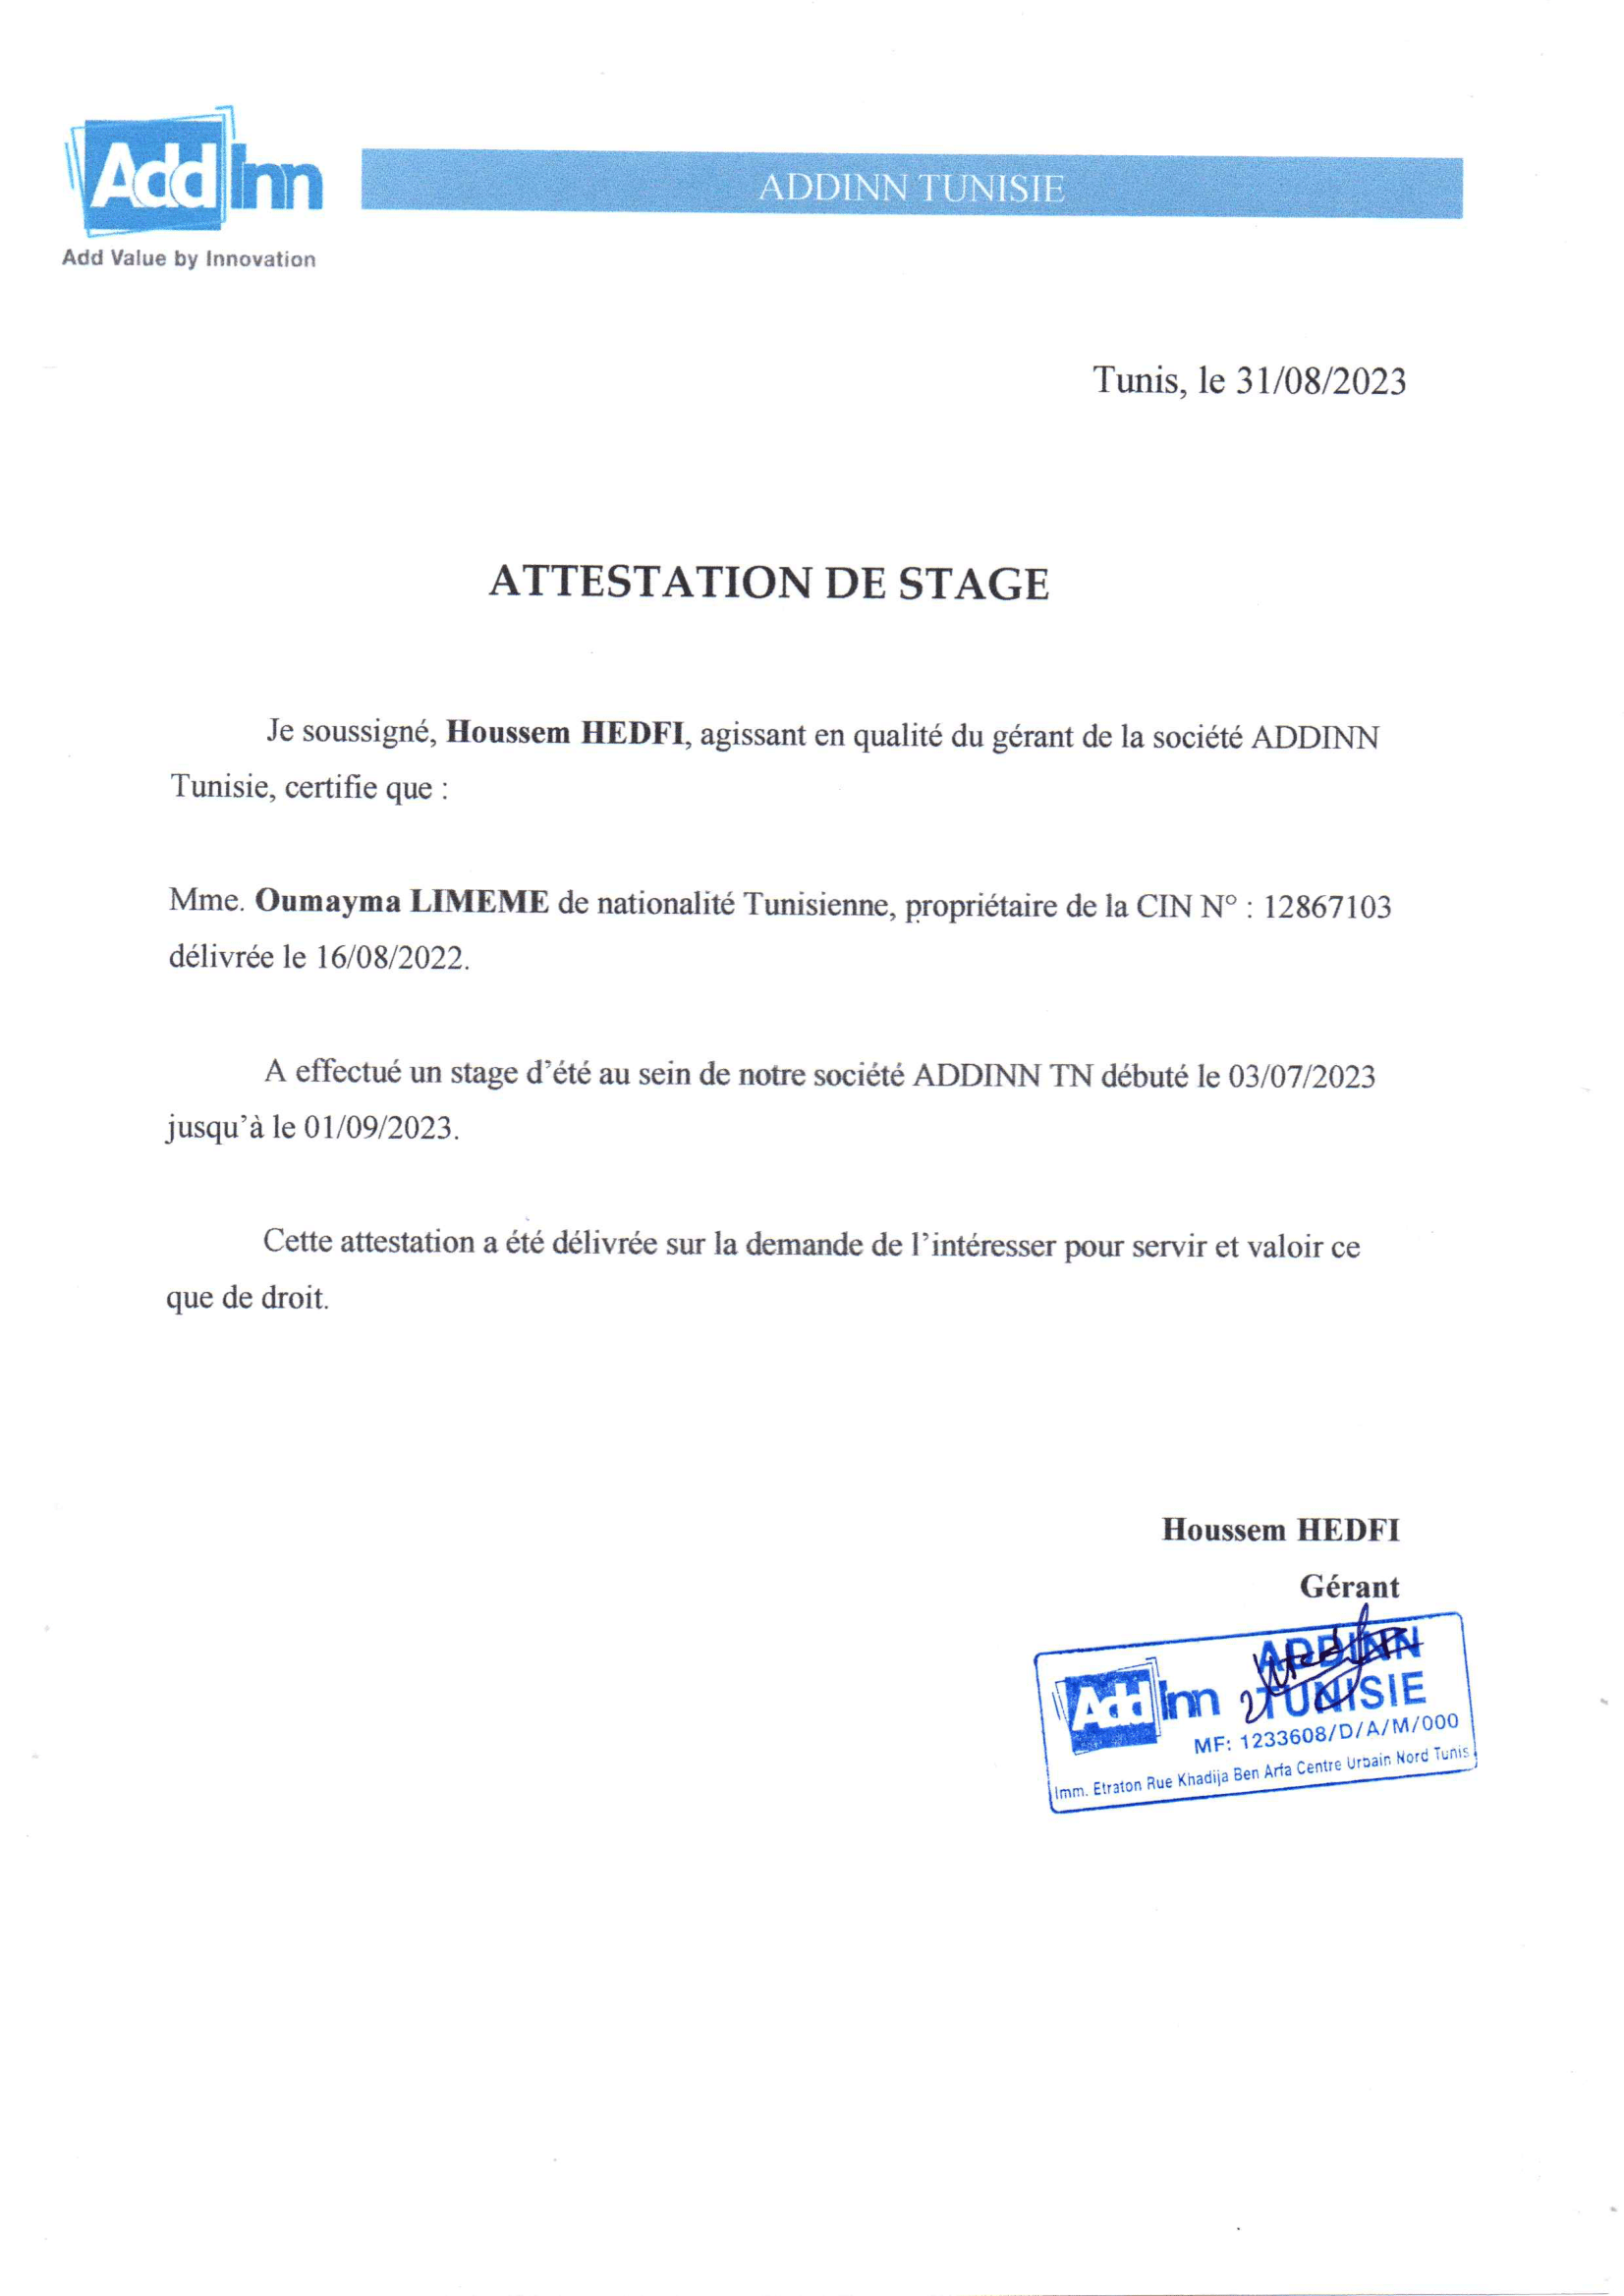 AddInn
ADDINN TUNISIE
Add Value by Innovation
Tunis, le 31/08/2023
ATTESTATION DE STAGE
Je soussigné, Houssem HEDFI, agissant en qualité du gérant de la société ADDINN
Tunisie, certifie que :
Mme. Oumayma LIMEME de nationalité Tunisienne, propriétaire de la CIN N° : 12867103
délivrée le 16/08/2022.
A effectué un stage d’été au sein de notre société ADDINN TN débuté le 03/07/2023
jusqu’à le 01/09/2023.
Cette attestation a été délivrée sur la demande de l’intéresser pour servir et valoir ce
que de droit.
Houssem HEDFI
Gérant
ADDINN
AddInn TUNISIE
MF: 1233608/D/A/M/000
Imm. Etraton Rue Khadija Ben Arfa Centre Urbain Nord Tunis